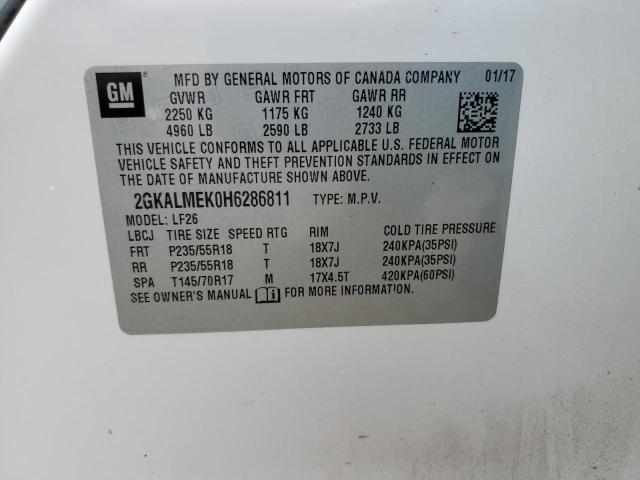 GM MFD BY GENERAL MOTORS OF CANADA COMPANY 01/17
GVWR GAWR FRT GAWR RR
2250 KG 1175 KG 1240 KG
4960 LB 2590 LB 2733 LB
THIS VEHICLE CONFORMS TO ALL APPLICABLE U.S. FEDERAL MOTOR
VEHICLE SAFETY AND THEFT PREVENTION STANDARDS IN EFFECT ON
THE DATE OF MANUFACTURE SHOWN ABOVE.
2GKALMEK0H6286811 TYPE: M.P.V.
MODEL: LF26
LBCJ TIRE SIZE SPEED RTG RIM COLD TIRE PRESSURE
FRT P235/55R18 T 18X7J 240KPA(35PSI)
RR P235/55R18 T 18X7J 240KPA(35PSI)
SPA T145/70R17 M 17X4.5T 420KPA(60PSI)
SEE OWNER'S MANUAL FOR MORE INFORMATION.